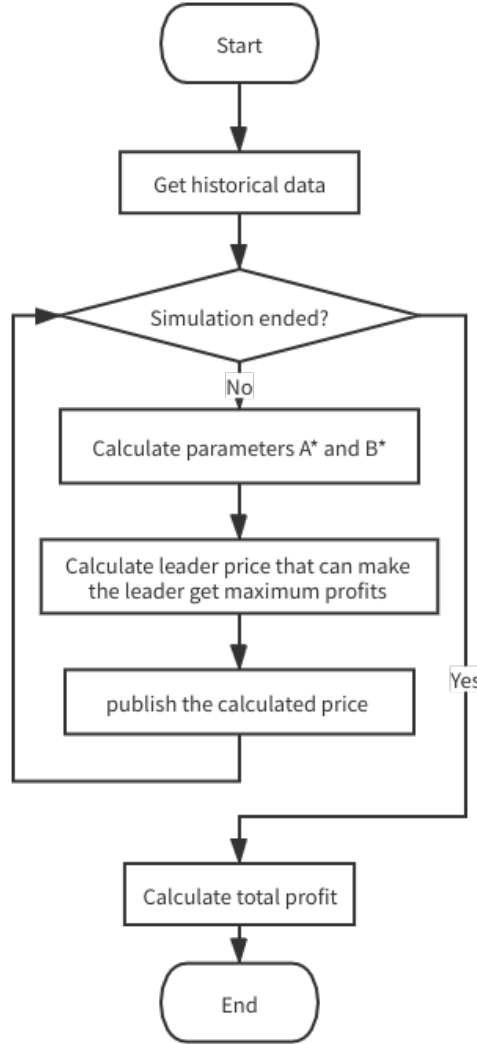 Start
Get historical data
Simulation ended?
No
Calculate parameters A* and B*
Calculate leader price that can make
the leader get maximum profits
publish the calculated price
Yes
Calculate total profit
End